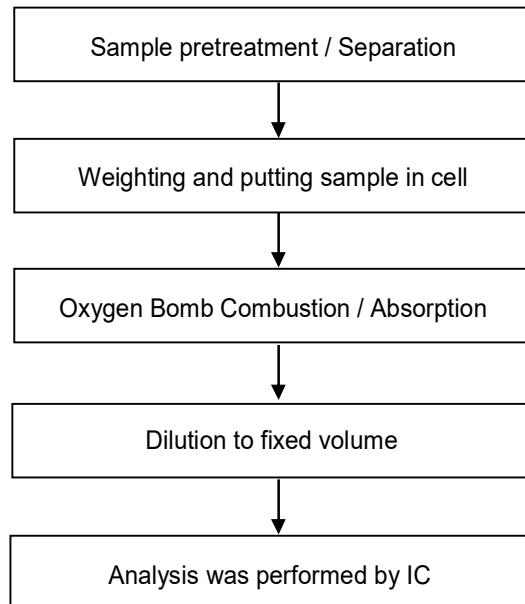 Sample pretreatment / Separation
Weighting and putting sample in cell
Oxygen Bomb Combustion / Absorption
Dilution to fixed volume
Analysis was performed by IC